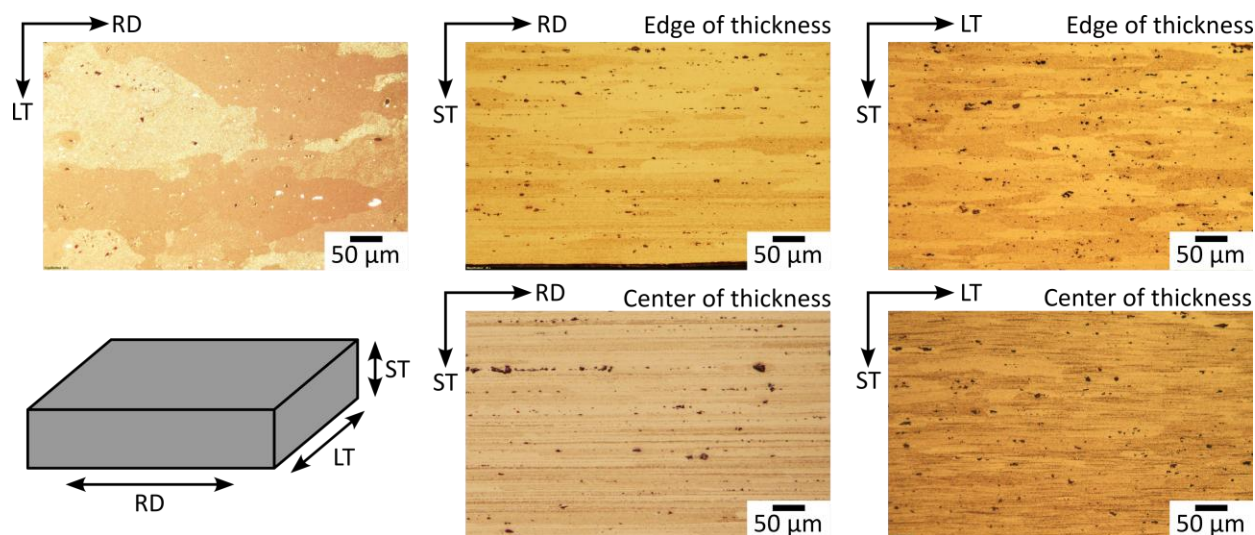 RD
LT
50 µm
RD Edge of thickness
ST
50 µm
LT Edge of thickness
ST
50 µm
ST
LT
RD
RD Center of thickness
ST
50 µm
LT Center of thickness
ST
50 µm